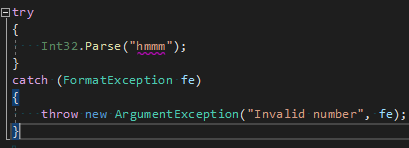 try
{
    Int32.Parse("hmmm");
}
catch (FormatException fe)
{
    throw new ArgumentException("Invalid number", fe);
}